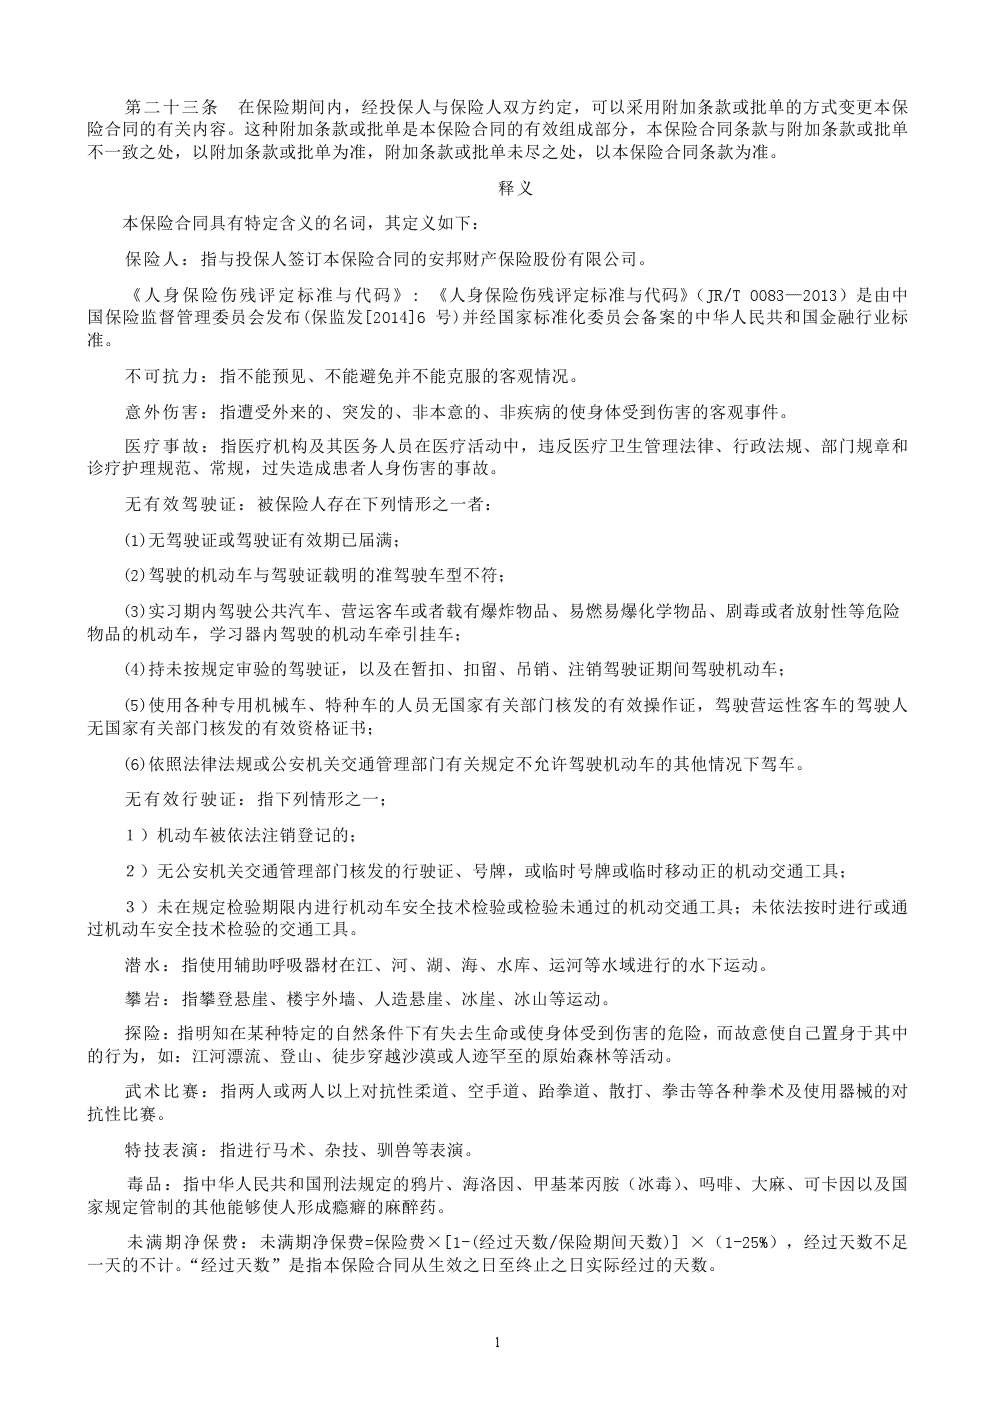 第二十三条　在保险期间内，经投保人与保险人双方约定，可以采用附加条款或批单的方式变更本保
险合同的有关内容。这种附加条款或批单是本保险合同的有效组成部分，本保险合同条款与附加条款或批单
不一致之处，以附加条款或批单为准，附加条款或批单未尽之处，以本保险合同条款为准。
释义
本保险合同具有特定含义的名词，其定义如下：
保险人：指与投保人签订本保险合同的安邦财产保险股份有限公司。
《人身保险伤残评定标准与代码》：《人身保险伤残评定标准与代码》（JR/T 0083—2013）是由中
国保险监督管理委员会发布(保监发[2014]6 号)并经国家标准化委员会备案的中华人民共和国金融行业标
准。
不可抗力：指不能预见、不能避免并不能克服的客观情况。
意外伤害：指遭受外来的、突发的、非本意的、非疾病的使身体受到伤害的客观事件。
医疗事故：指医疗机构及其医务人员在医疗活动中，违反医疗卫生管理法律、行政法规、部门规章和
诊疗护理规范、常规，过失造成患者人身伤害的事故。
无有效驾驶证：被保险人存在下列情形之一者：
(1)无驾驶证或驾驶证有效期已届满；
(2)驾驶的机动车与驾驶证载明的准驾驶车型不符；
(3)实习期内驾驶公共汽车、营运客车或者载有爆炸物品、易燃易爆化学物品、剧毒或者放射性等危险
物品的机动车，学习器内驾驶的机动车牵引挂车；
(4)持未按规定审验的驾驶证，以及在暂扣、扣留、吊销、注销驾驶证期间驾驶机动车；
(5)使用各种专用机械车、特种车的人员无国家有关部门核发的有效操作证，驾驶营运性客车的驾驶人
无国家有关部门核发的有效资格证书；
(6)依照法律法规或公安机关交通管理部门有关规定不允许驾驶机动车的其他情况下驾车。
无有效行驶证：指下列情形之一；
1）机动车被依法注销登记的；
2）无公安机关交通管理部门核发的行驶证、号牌，或临时号牌或临时移动正的机动交通工具；
3）未在规定检验期限内进行机动车安全技术检验或检验未通过的机动交通工具；未依法按时进行或通
过机动车安全技术检验的交通工具。
潜水：指使用辅助呼吸器材在江、河、湖、海、水库、运河等水域进行的水下运动。
攀岩：指攀登悬崖、楼宇外墙、人造悬崖、冰崖、冰山等运动。
探险：指明知在某种特定的自然条件下有失去生命或使身体受到伤害的危险，而故意使自己置身于其中
的行为，如：江河漂流、登山、徒步穿越沙漠或人迹罕至的原始森林等活动。
武术比赛：指两人或两人以上对抗性柔道、空手道、跆拳道、散打、拳击等各种拳术及使用器械的对
抗性比赛。
特技表演：指进行马术、杂技、驯兽等表演。
毒品：指中华人民共和国刑法规定的鸦片、海洛因、甲基苯丙胺（冰毒）、吗啡、大麻、可卡因以及国
家规定管制的其他能够使人形成瘾癖的麻醉药。
未满期净保费：未满期净保费=保险费×[1-(经过天数/保险期间天数)] ×（1-25%），经过天数不足
一天的不计。“经过天数”是指本保险合同从生效之日至终止之日实际经过的天数。
1